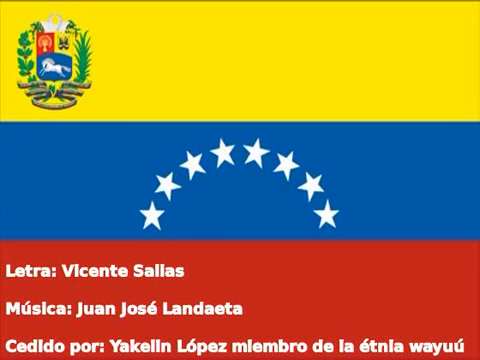 Letra: Vicente Salias
Música: Juan José Landaeta
Cedido por: Yakelin López miembro de la étnia wayuú